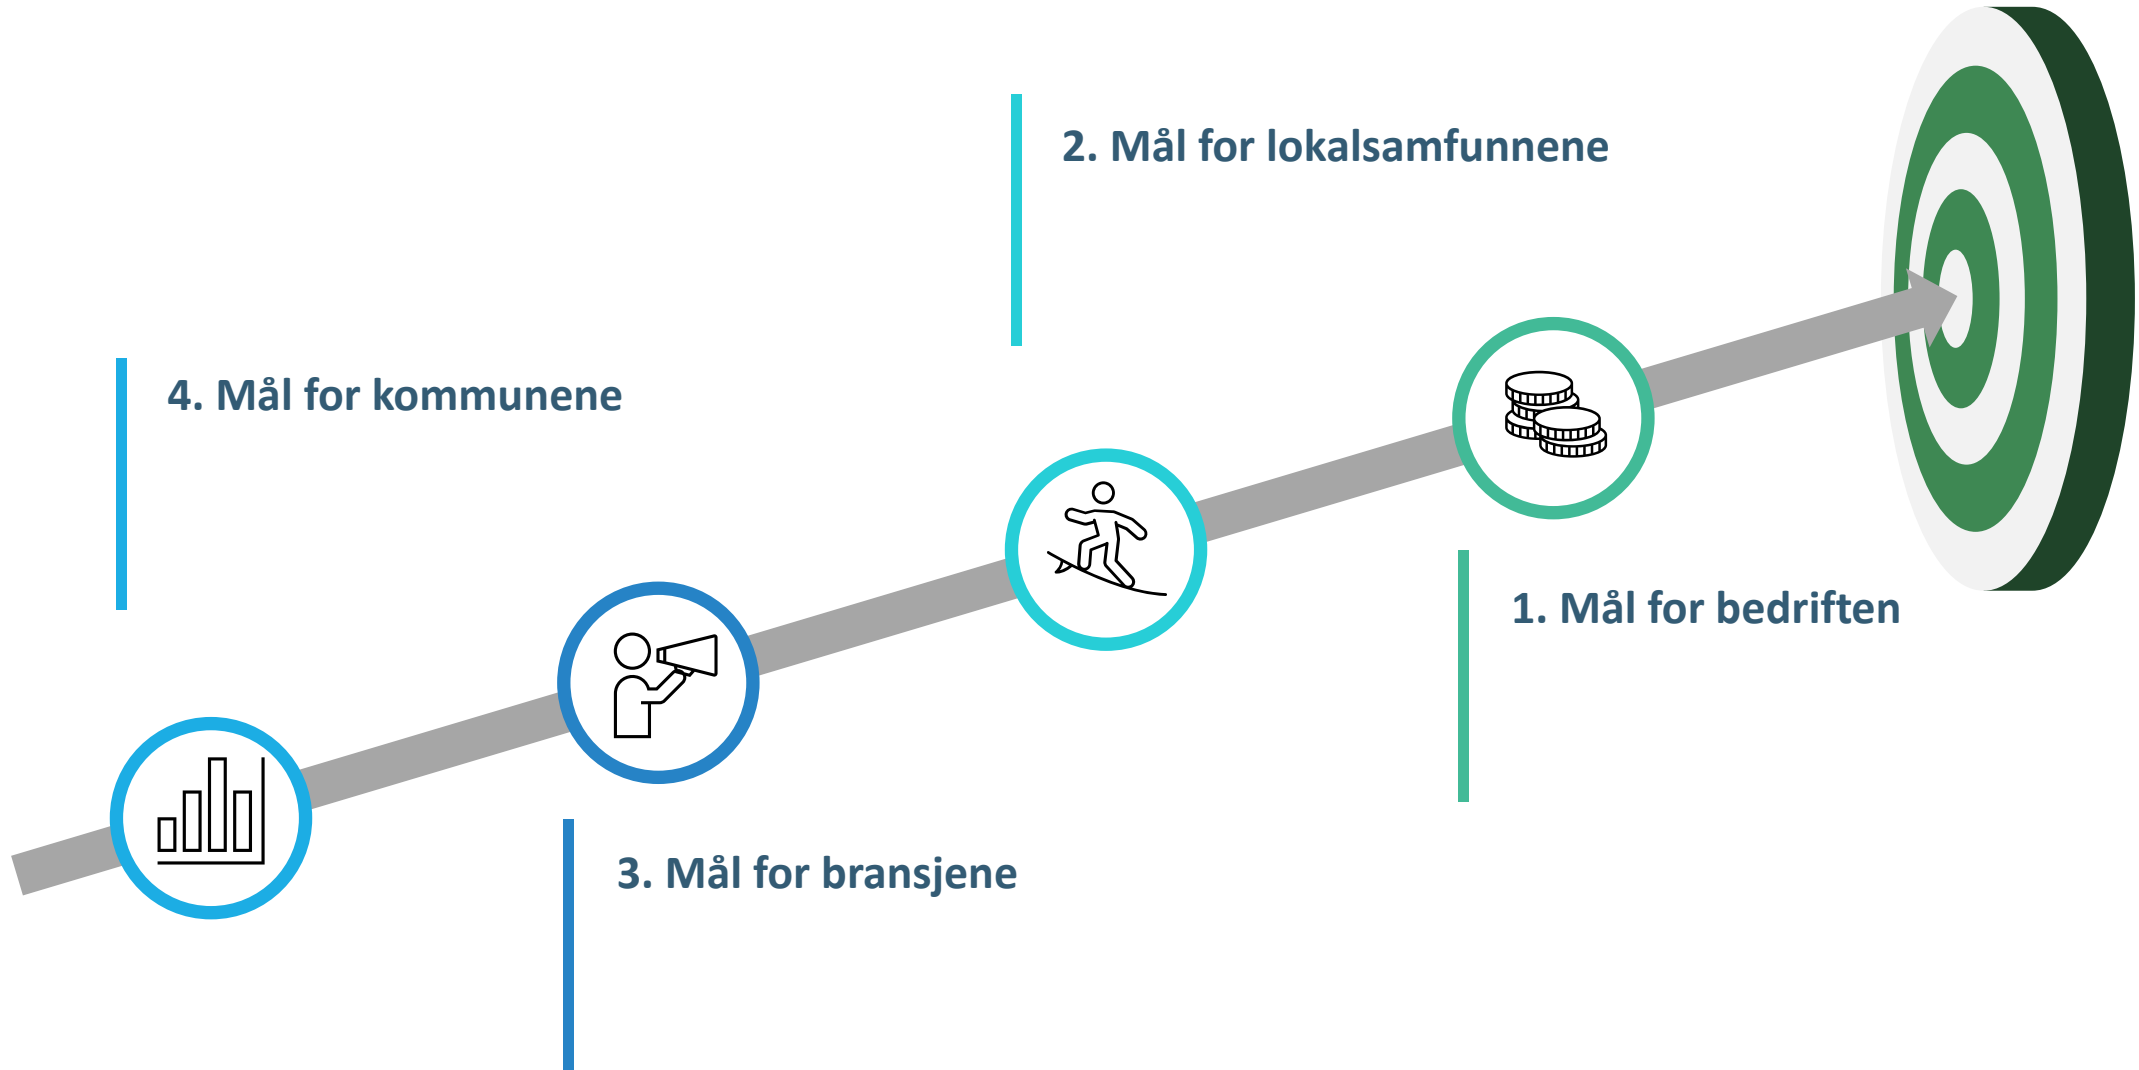 2. Mål for lokalsamfunnene
4. Mål for kommunene
1. Mål for bedriften
3. Mål for bransjene